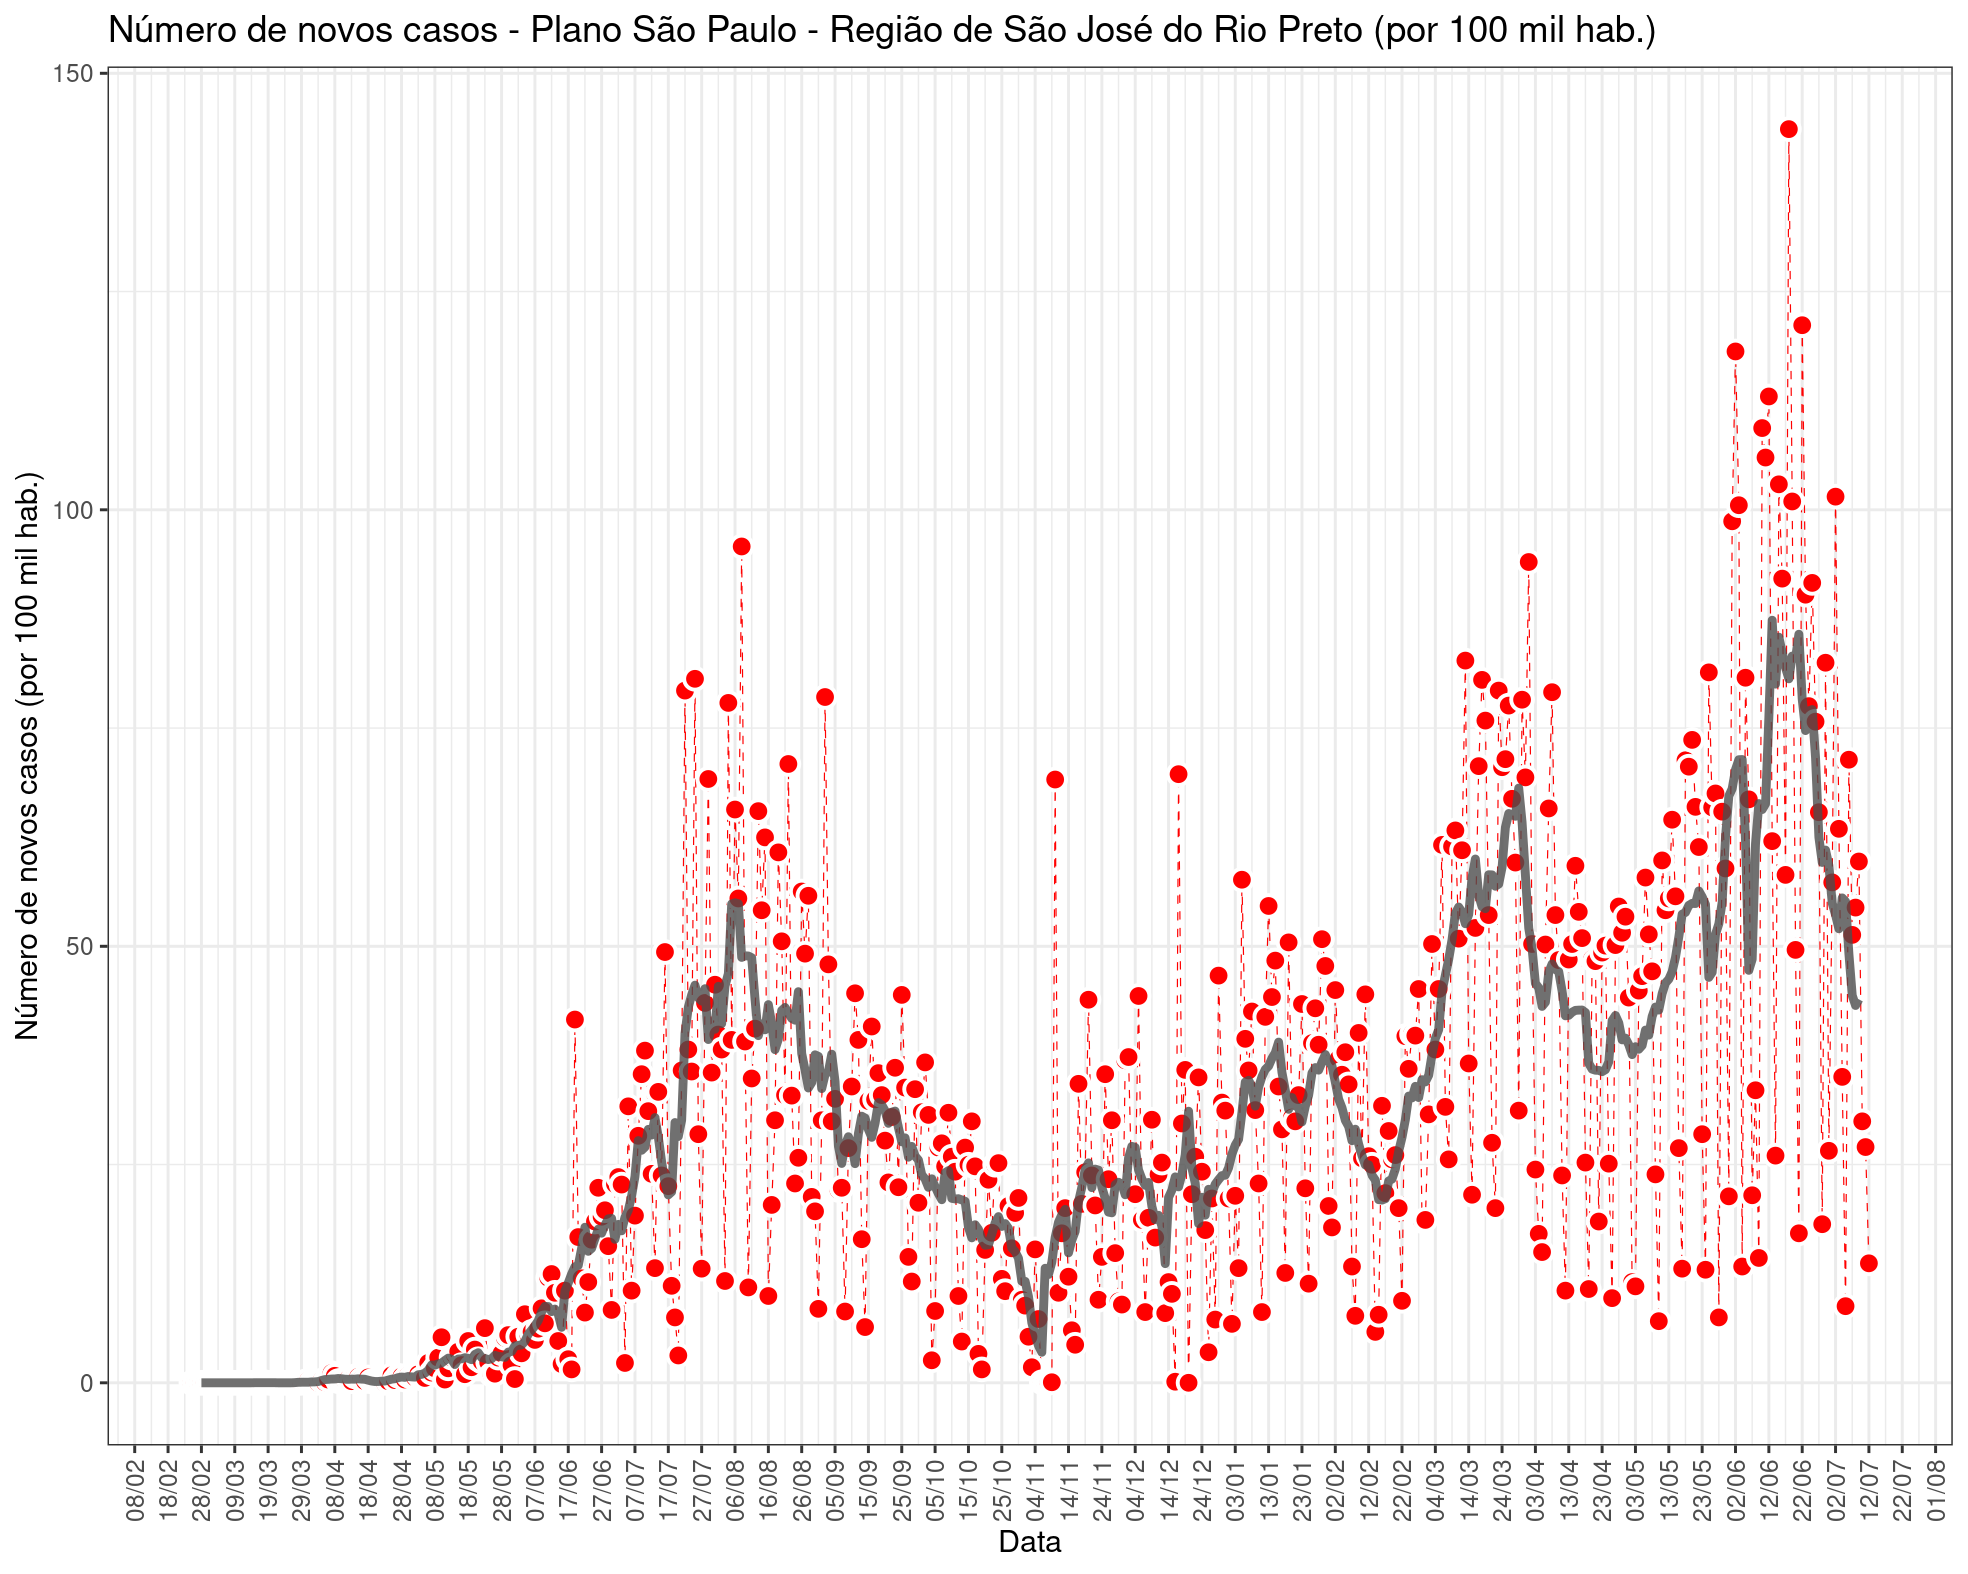 Número de novos casos - Plano São Paulo - Região de São José do Rio Preto (por 100 mil hab.)
Número de novos casos (por 100 mil hab.)
150
100
50
0
08/02 18/02 28/02 09/03 19/03 29/03 08/04 18/04 28/04 08/05 18/05 28/05 07/06 17/06 27/06 07/07 17/07 27/07 06/08 16/08 26/08 05/09 15/09 25/09 05/10 15/10 25/10 04/11 14/11 24/11 04/12 14/12 24/12 03/01 13/01 23/01 02/02 12/02 22/02 04/03 14/03 24/03 03/04 13/04 23/04 03/05 13/05 23/05 02/06 12/06 22/06 02/07 12/07 22/07 01/08
Data